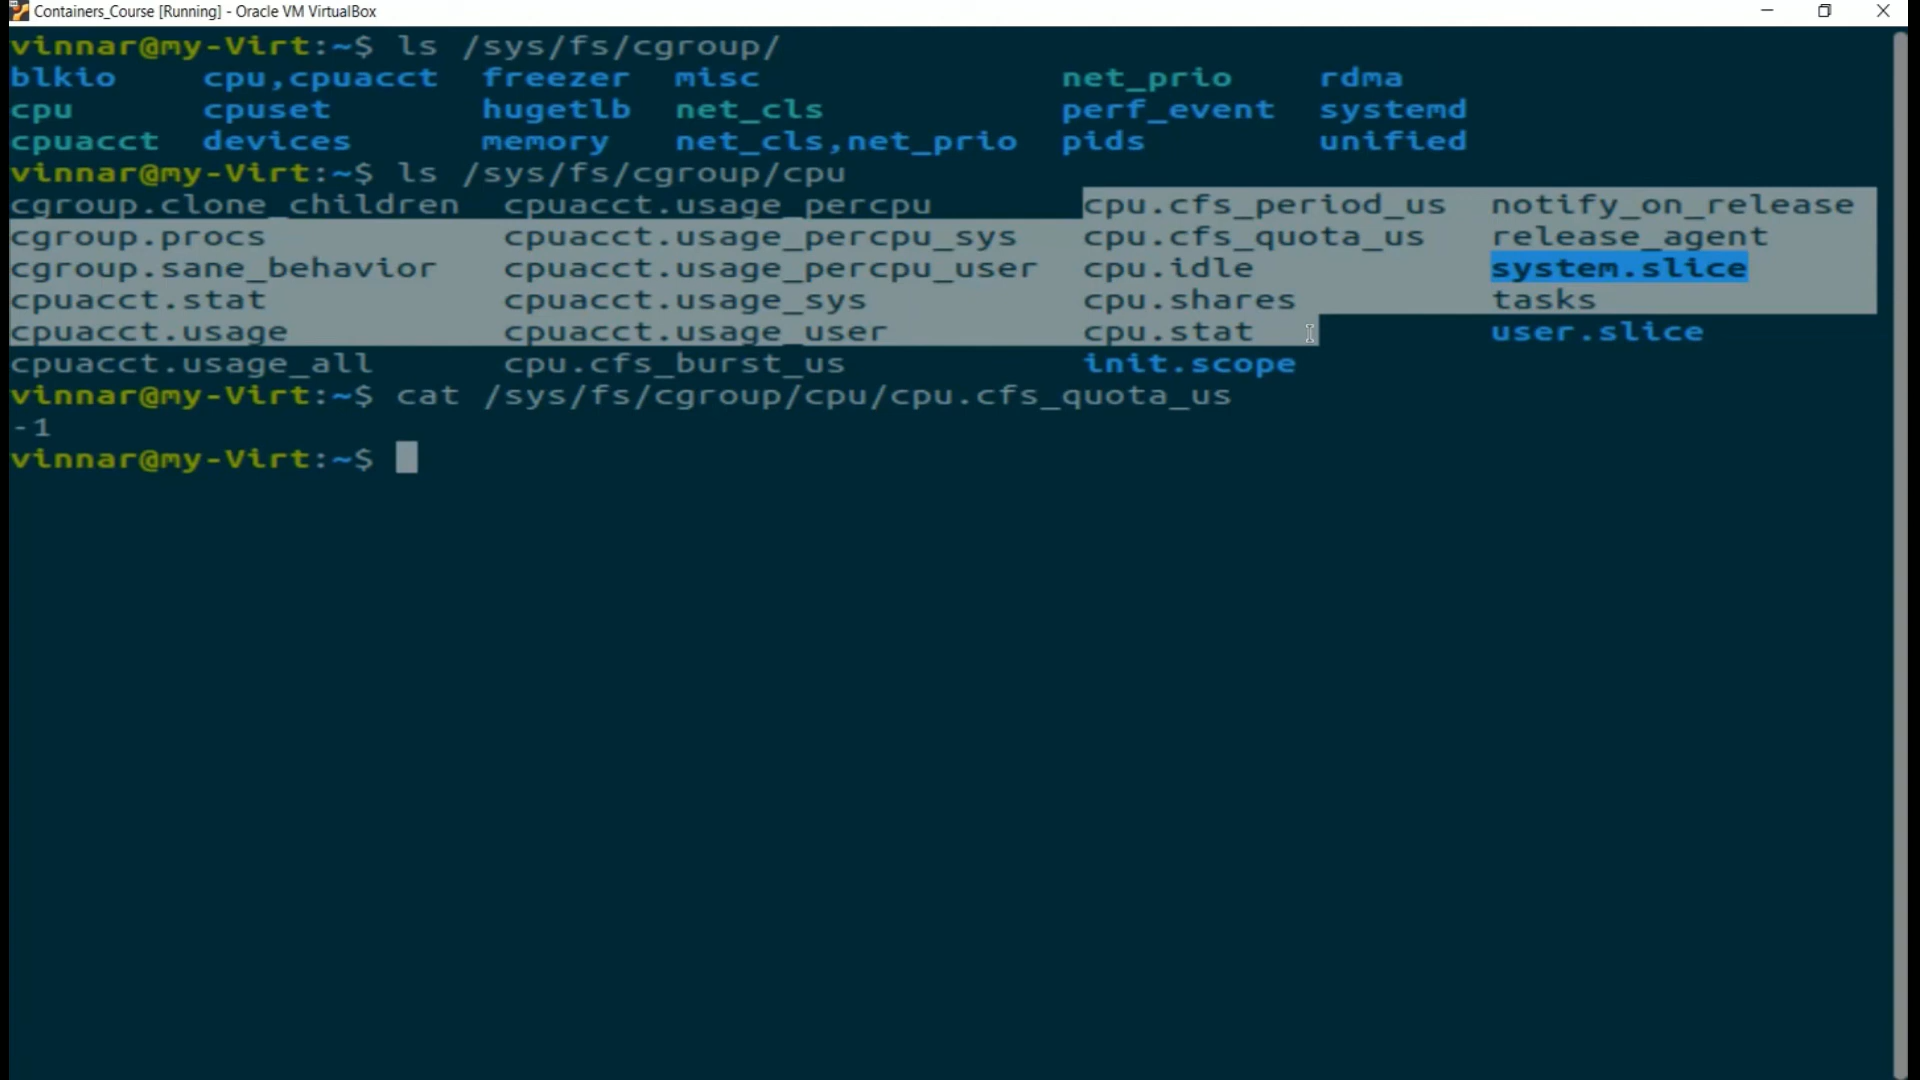 Containers_Course [Running] - Oracle VM VirtualBox
vinnar@my-Virt:~$ ls /sys/fs/cgroup/
blkio cpu,cpuacct freezer misc net_prio rdma
cpu cpuset hugetlb net_cls perf_event systemd
cpuacct devices memory net_cls,net_prio pids unified
vinnar@my-Virt:~$ ls /sys/fs/cgroup/cpu
cgroup.clone_children cpuacct.usage_percpu cpu.cfs_period_us notify_on_release
cgroup.procs cpuacct.usage_percpu_sys cpu.cfs_quota_us release_agent
cgroup.sane_behavior cpuacct.usage_percpu_user cpu.idle system.slice
cpuacct.stat cpuacct.usage_sys cpu.shares tasks
cpuacct.usage cpuacct.usage_user cpu.stat user.slice
cpuacct.usage_all cpu.cfs_burst_us init.scope
vinnar@my-Virt:~$ cat /sys/fs/cgroup/cpu/cpu.cfs_quota_us
-1
vinnar@my-Virt:~$